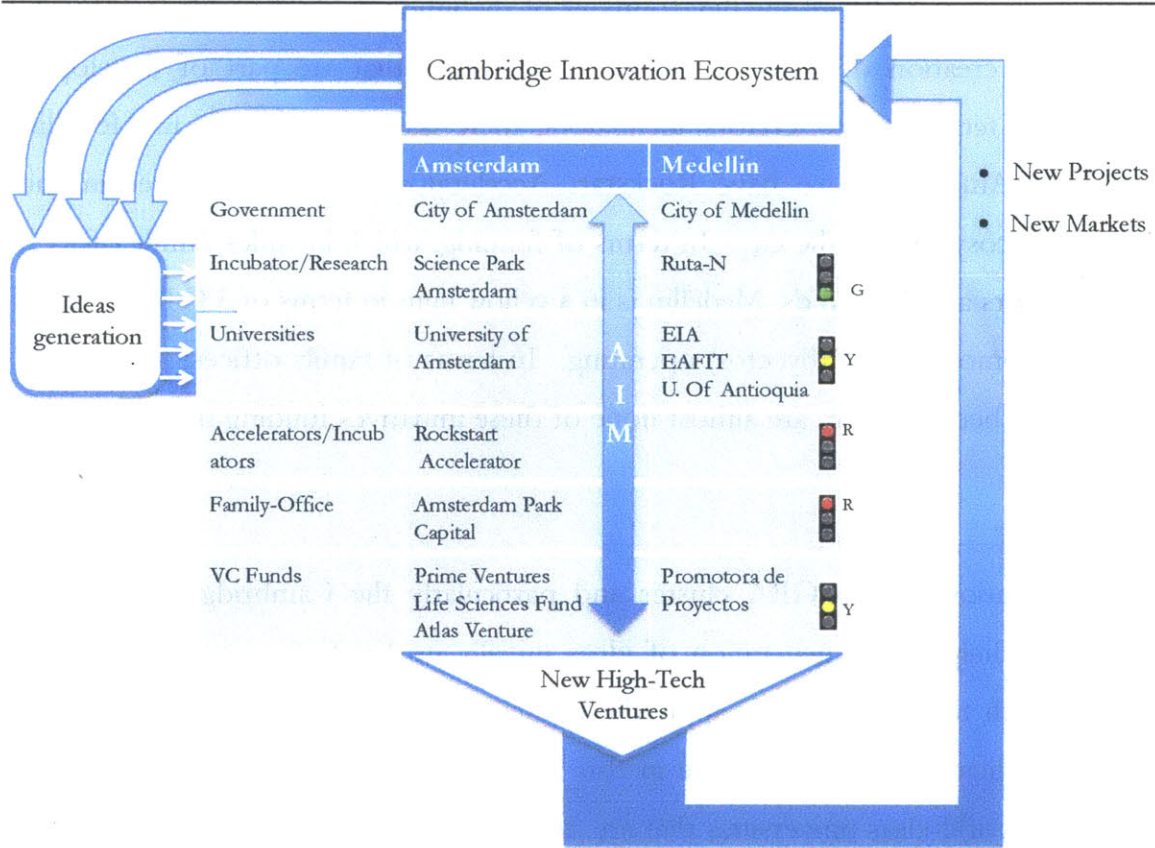 Cambridge Innovation Ecosystem
Amsterdam
Medellin
Government
City of Amsterdam
City of Medellin
Incubator/Research
Science Park
Amsterdam
Ruta-N
G
Universities
University of
Amsterdam
EIA
EAFIT
U. Of Antioquia
Y
Accelerators/Incub
ators
Rockstart
Accelerator
R
Family-Office
Amsterdam Park
Capital
R
VC Funds
Prime Ventures
Life Sciences Fund
Atlas Venture
Promotora de
Proyectos
Y
A
I
M
Ideas
generation
New High-Tech
Ventures
• New Projects
• New Markets